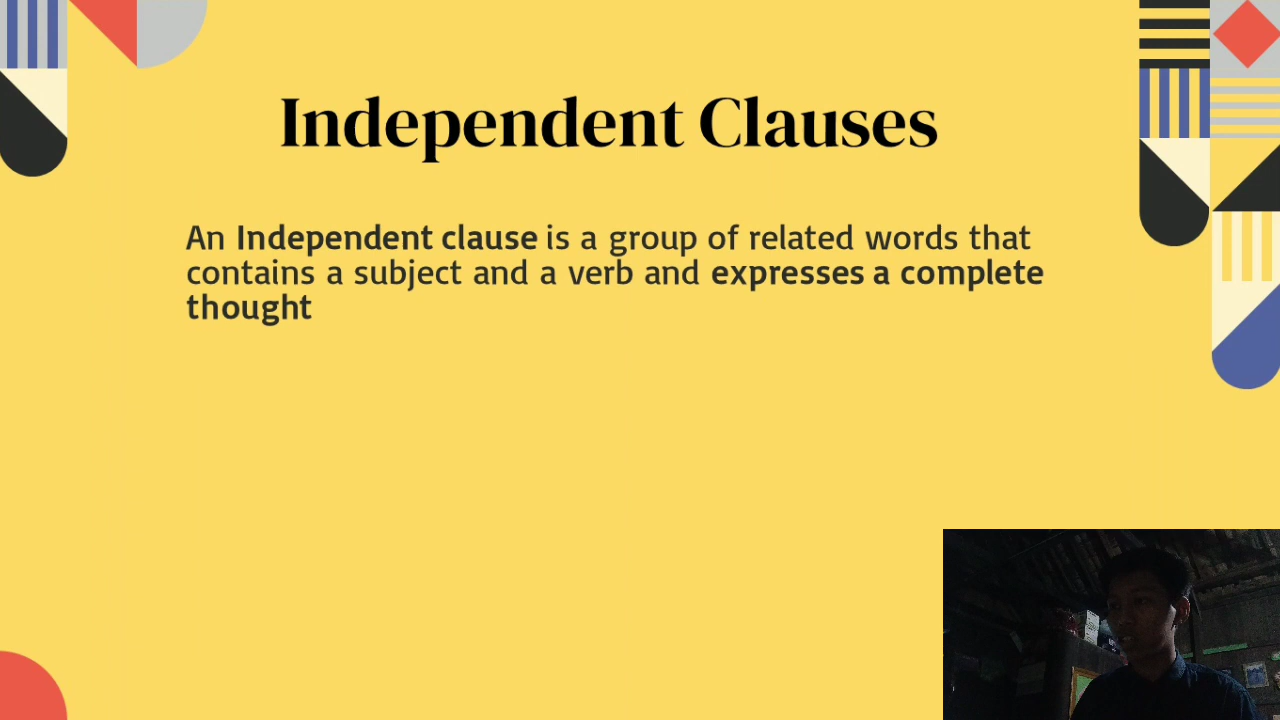 Independent Clauses
An Independent clause is a group of related words that
contains a subject and a verb and expresses a complete
thought